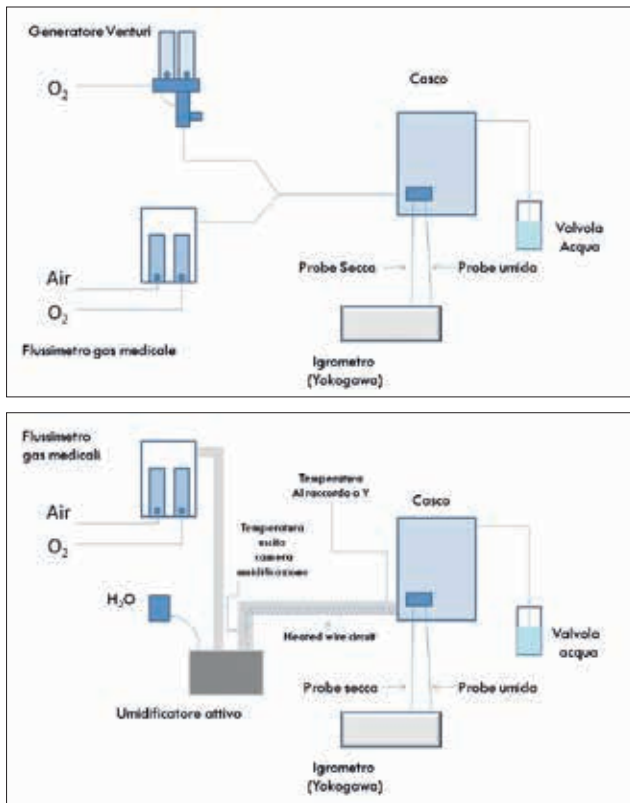 Generatore Venturi
O₂
Casco
Air
O₂
Flussimetro gas medicale
Probe Secca
Probe umida
Valvola
Acqua
Igrometro
(Yokogawa)
Flussimetro
gas medicali
Air
O₂
H₂O
Temperatura
uscita
camera
umidificazione
Temperatura
Al raccordo a Y
Casco
Heated wire circuit
Umidificatore attivo
Probe secca
Probe umida
Valvola
acqua
Igrometro
(Yokogawa)